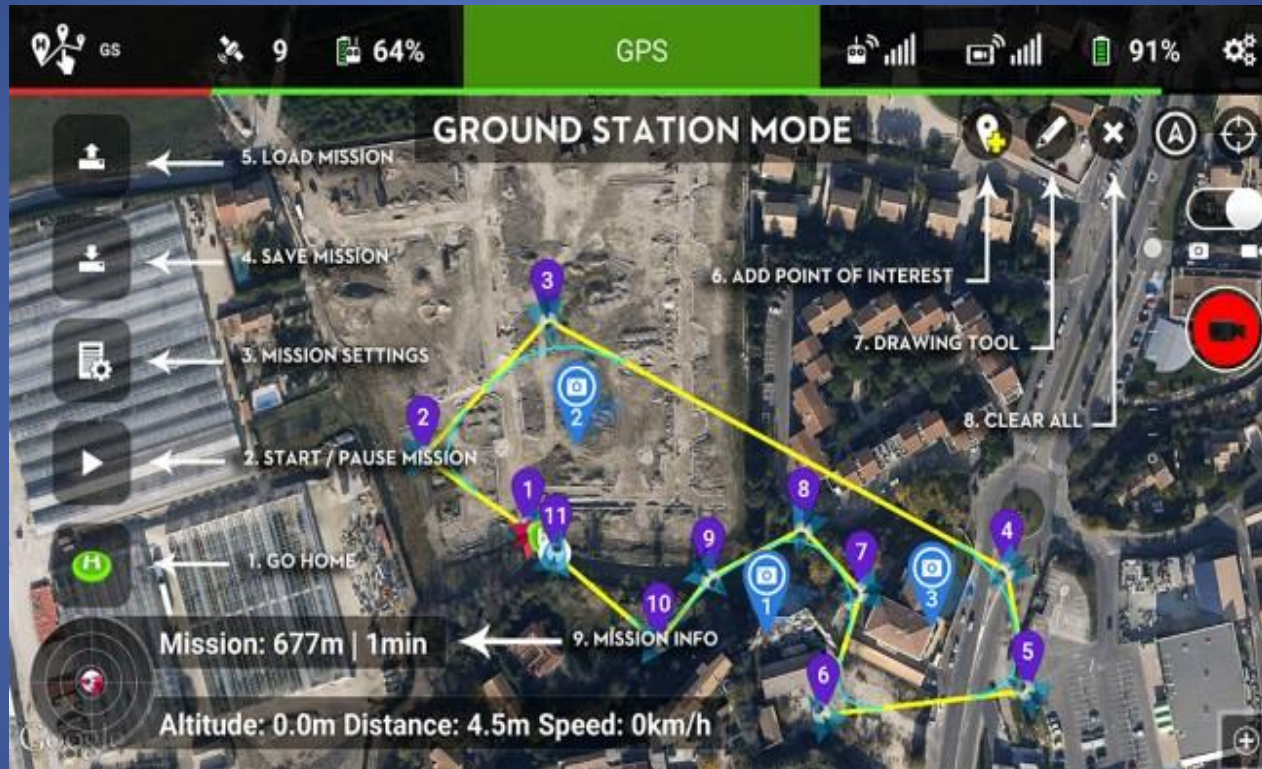 GS 9 64% GPS 91%
GROUND STATION MODE
5. LOAD MISSION
4. SAVE MISSION
6. ADD POINT OF INTEREST
3
3. MISSION SETTINGS
7. DRAWING TOOL
2
2
8. CLEAR ALL
2. START / PAUSE MISSION
1
8
11
9
4
7
1. GO HOME
1
3
10
Mission: 677m | 1min
9. MISSION INFO
5
6
Altitude: 0.0m Distance: 4.5m Speed: 0km/h
Google